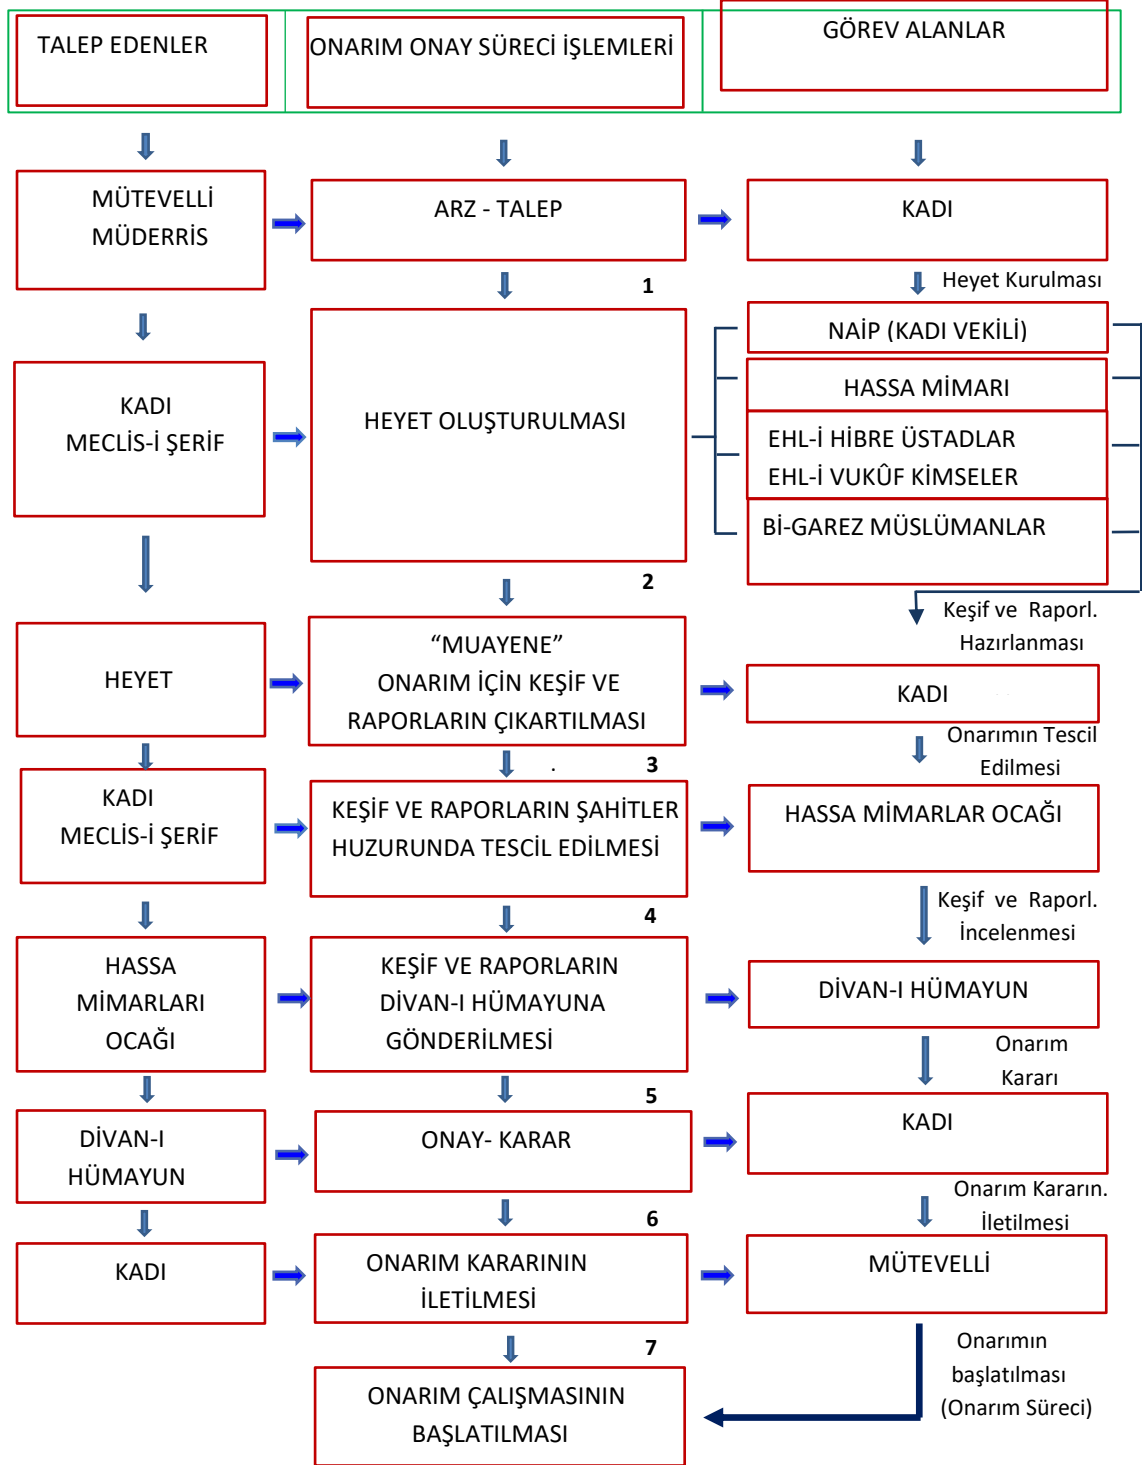 TALEP EDENLER
ONARIM ONAY SÜRECİ İŞLEMLERİ
GÖREV ALANLAR
MÜTEVELLİ
MÜDERRİS
ARZ - TALEP
KADI
1
Heyet Kurulması
KADI
MECLİS-İ ŞERİF
HEYET OLUŞTURULMASI
NAİP (KADI VEKİLİ)
HASSA MİMARI
EHL-İ HİBRE ÜSTADLAR
EHL-İ VUKÛF KİMSELER
Bİ-GAREZ MÜSLÜMANLAR
2
Keşif ve Raporl.
Hazırlanması
HEYET
“MUAYENE”
ONARIM İÇİN KEŞİF VE
RAPORLARIN ÇIKARTILMASI
KADI
. 3
Onarımın Tescil
Edilmesi
KADI
MECLİS-İ ŞERİF
KEŞİF VE RAPORLARIN ŞAHİTLER
HUZURUNDA TESCİL EDİLMESİ
HASSA MİMARLAR OCAĞI
4
Keşif ve Raporl.
İncelenmesi
HASSA
MİMARLARI
OCAĞI
KEŞİF VE RAPORLARIN
DİVAN-I HÜMAYUNA
GÖNDERİLMESİ
DİVAN-I HÜMAYUN
5
Onarım
Kararı
DİVAN-I
HÜMAYUN
ONAY- KARAR
KADI
6
Onarım Kararın.
İletilmesi
KADI
ONARIM KARARININ
İLETİLMESİ
MÜTEVELLİ
7
Onarımın
başlatılması
(Onarım Süreci)
ONARIM ÇALIŞMASININ
BAŞLATILMASI